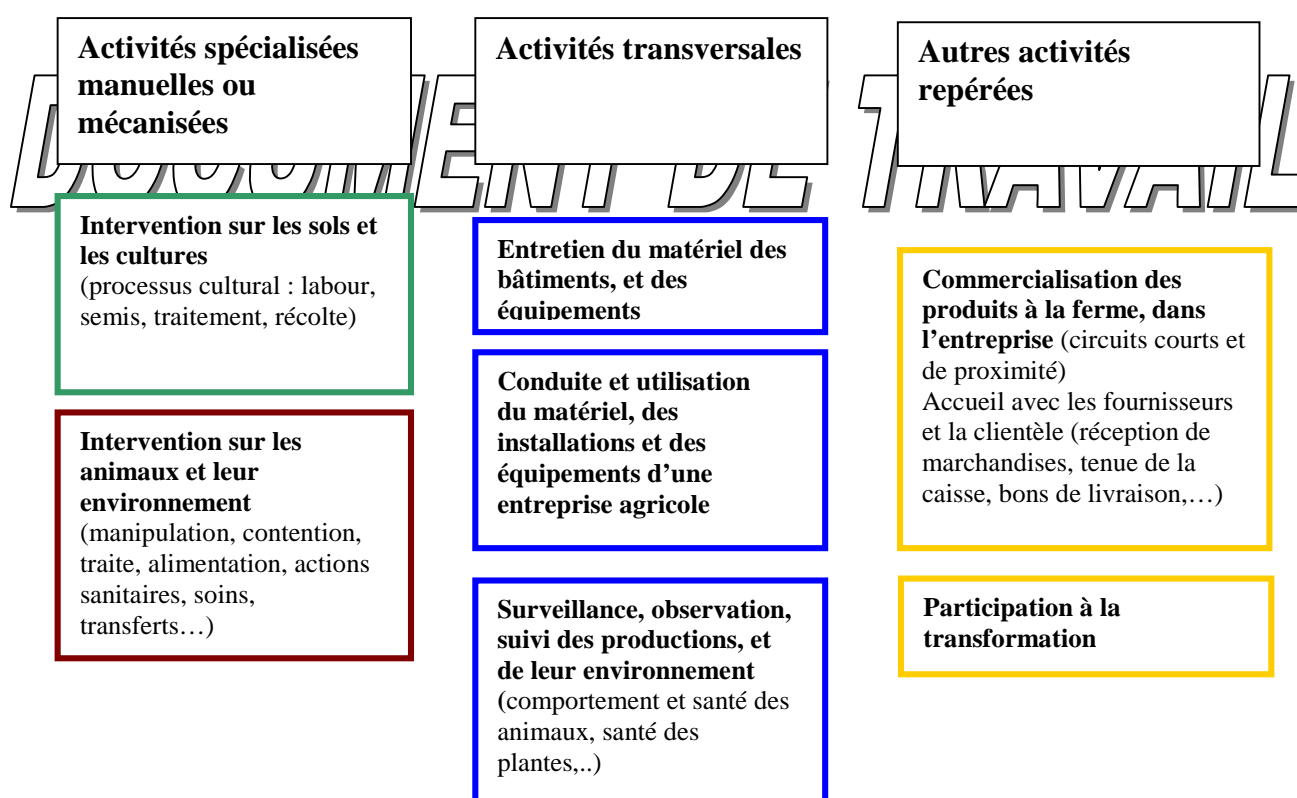 Activités spécialisées
manuelles ou
mécanisées
Intervention sur les sols et
les cultures
(processus cultural : labour,
semis, traitement, récolte)
Intervention sur les
animaux et leur
environnement
(manipulation, contention,
traite, alimentation, actions
sanitaires, soins,
transferts…)
Activités transversales
Entretien du matériel des
bâtiments, et des
équipements
Conduite et utilisation
du matériel, des
installations et des
équipements d’une
entreprise agricole
Surveillance, observation,
suivi des productions, et
de leur environnement
(comportement et santé des
animaux, santé des
plantes,..)
Autres activités
repérées
Commercialisation des
produits à la ferme, dans
l’entreprise (circuits courts et
de proximité)
Accueil avec les fournisseurs
et la clientèle (réception de
marchandises, tenue de la
caisse, bons de livraison,…)
Participation à la
transformation
DOCUMENT DE TRAVAIL